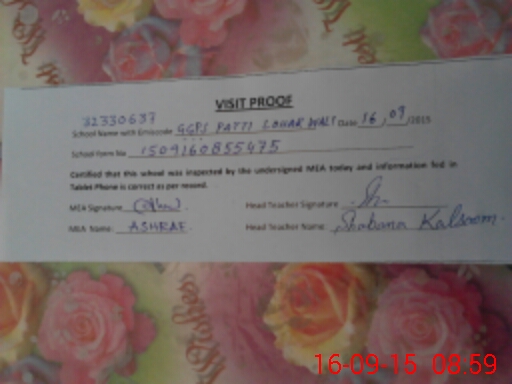 VISIT PROOF
32330637
School Name with Emiscode GGPS PATTI LOHAR WALI Date 16,09/2015
School Form No 1509160855475
Certified that this school was inspected by the undersigned MEA today and information fed in
Tablet Phone is correct as per record.
MEA Signature Head Teacher Signature
MEA Name: ASHRAF Head Teacher Name: Shabana Kalsoom.
Wishes
16-09-15 08:59